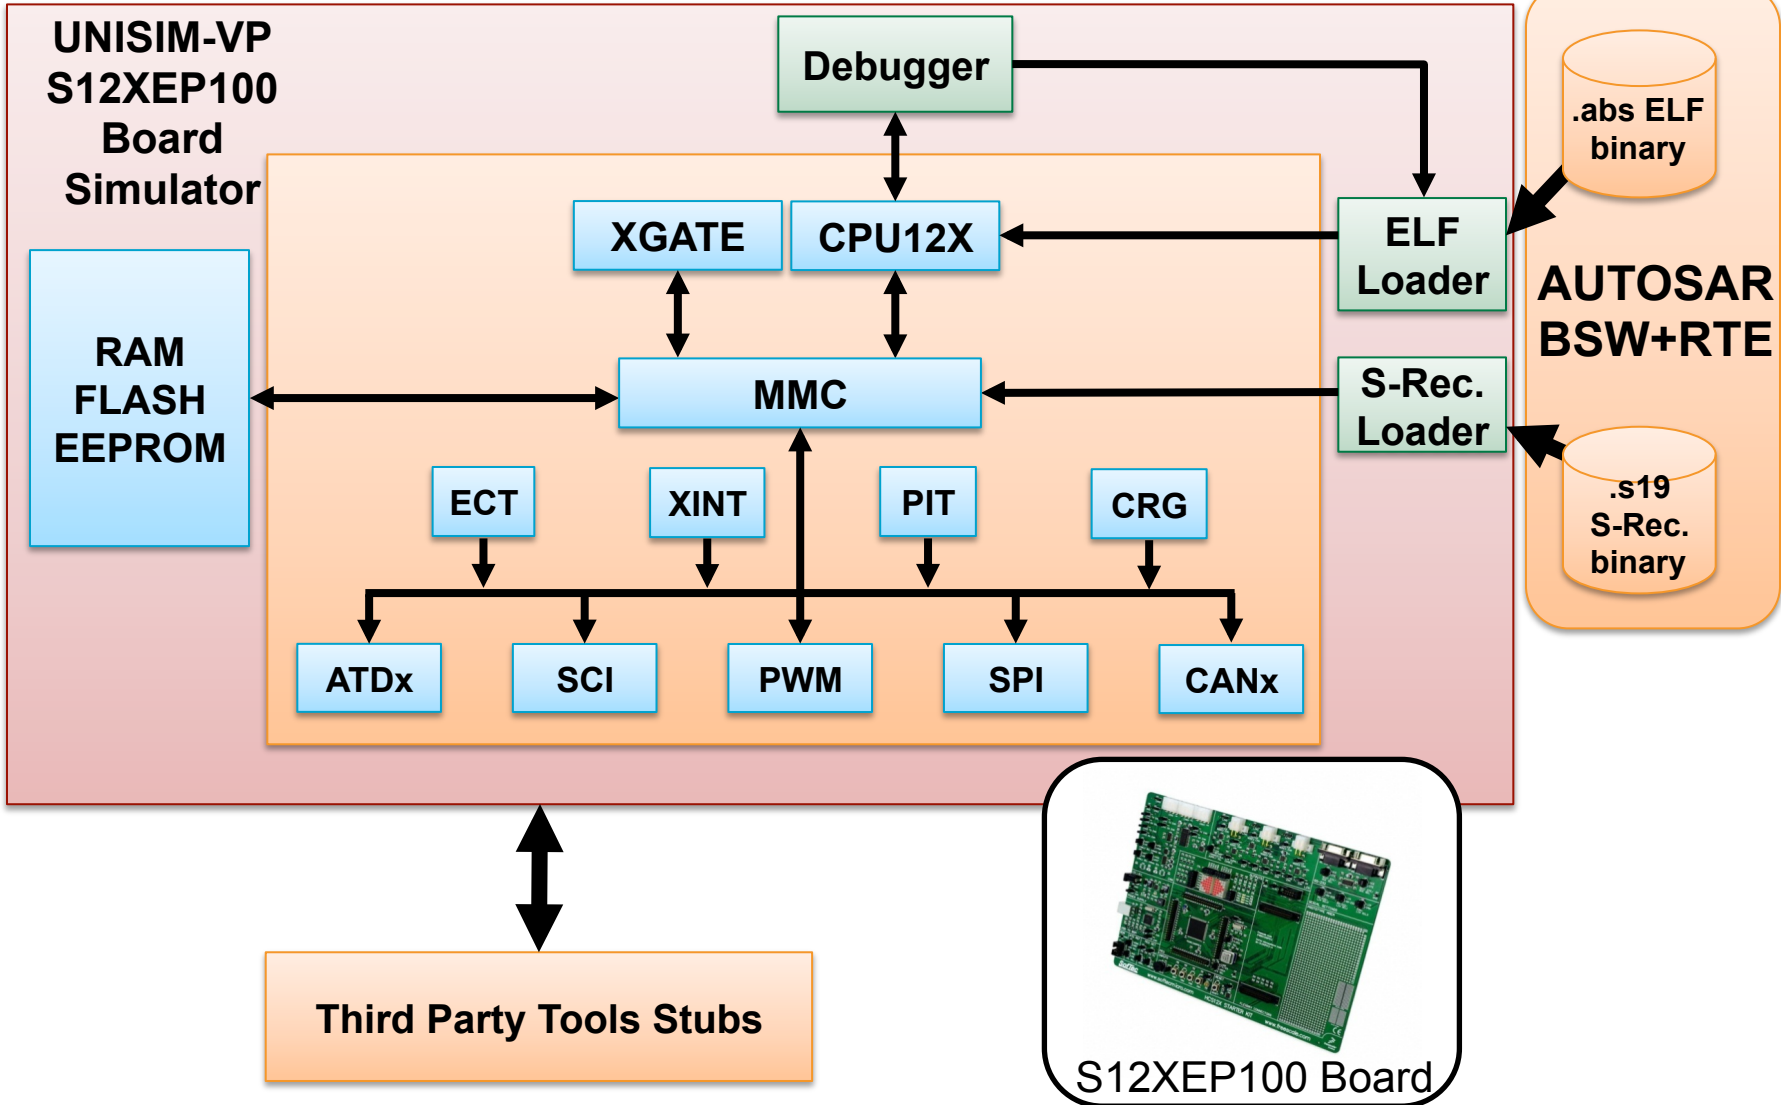 UNISIM-VP
S12XEP100
Board
Simulator
Debugger
.abs ELF
binary
XGATE
CPU12X
ELF
Loader
AUTOSAR
BSW+RTE
RAM
FLASH
EEPROM
MMC
S-Rec.
Loader
ECT
XINT
PIT
CRG
.s19
S-Rec.
binary
ATDx
SCI
PWM
SPI
CANx
Third Party Tools Stubs
S12XEP100 Board